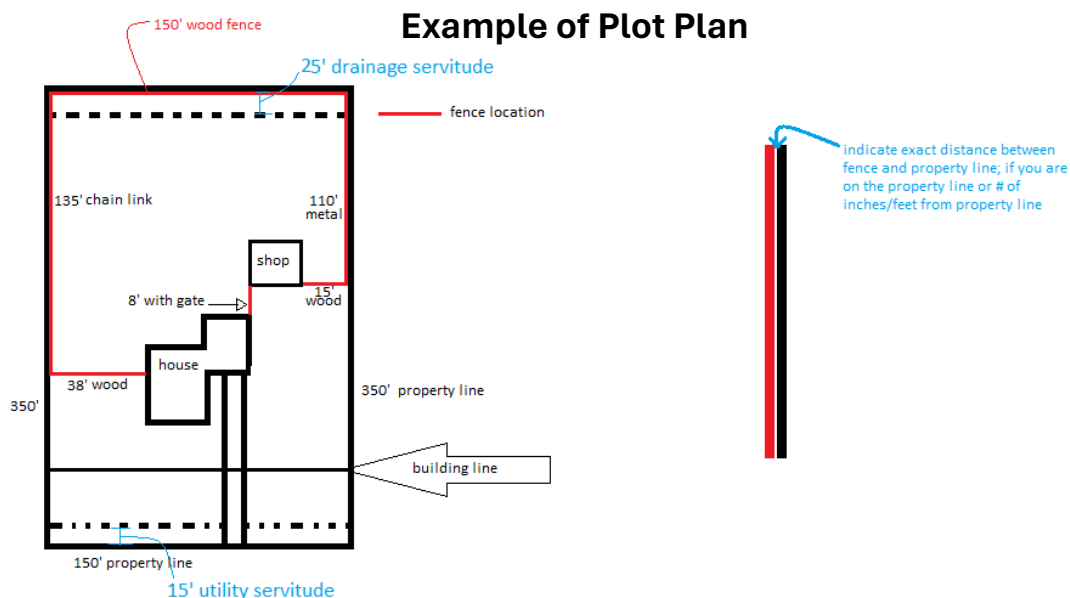 Example of Plot Plan
150' wood fence
25' drainage servitude
fence location
indicate exact distance between
fence and property line; if you are
on the property line or # of
inches/feet from property line
135' chain link
110'
metal
shop
15'
wood
8' with gate
house
38' wood
350'
350' property line
building line
150' property line
15' utility servitude